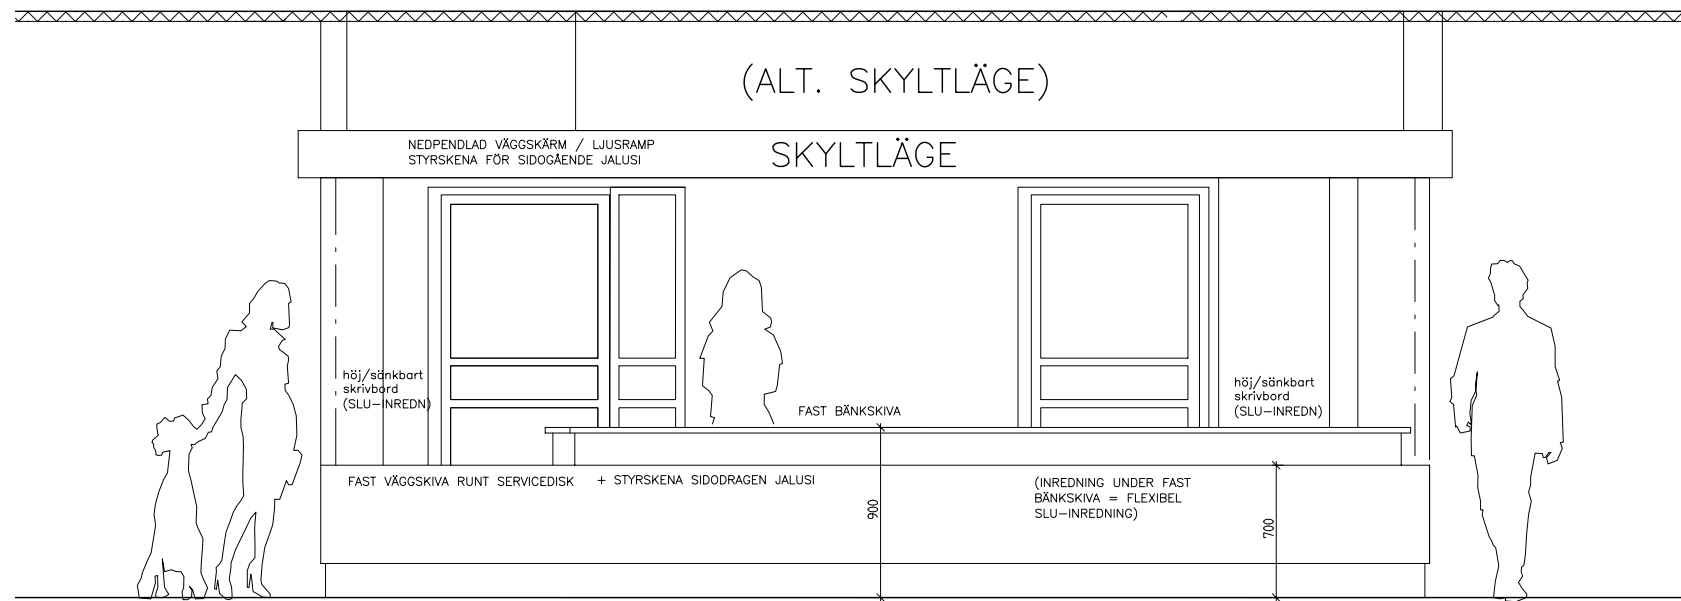 (ALT. SKYLTLÄGE)
NEDPENDLAD VÄGGSKÄRM / LJUSRAMP
STYRSKENA FÖR SIDOGÅENDE JALUSI
SKYLTLÄGE
höj/sänkbart
skrivbord
(SLU-INREDN)
FAST BÄNKSKIVA
höj/sänkbart
skrivbord
(SLU-INREDN)
FAST VÄGGSKIVA RUNT SERVICEDISK
+ STYRSKENA SIDODRAGEN JALUSI
900
(INREDNING UNDER FAST
BÄNKSKIVA = FLEXIBEL
SLU-INREDNING)
700